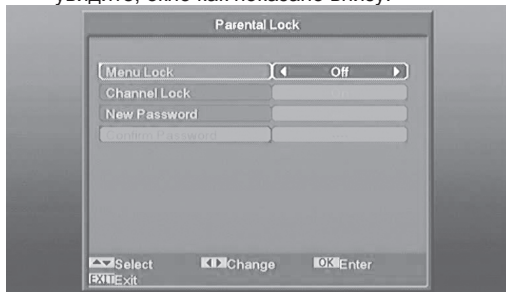 увидите, окно как показано внизу.
Parental Lock
Menu Lock Off
Channel Lock
New Password
Confirm Password
Select Change OK Enter
EXIT Exit